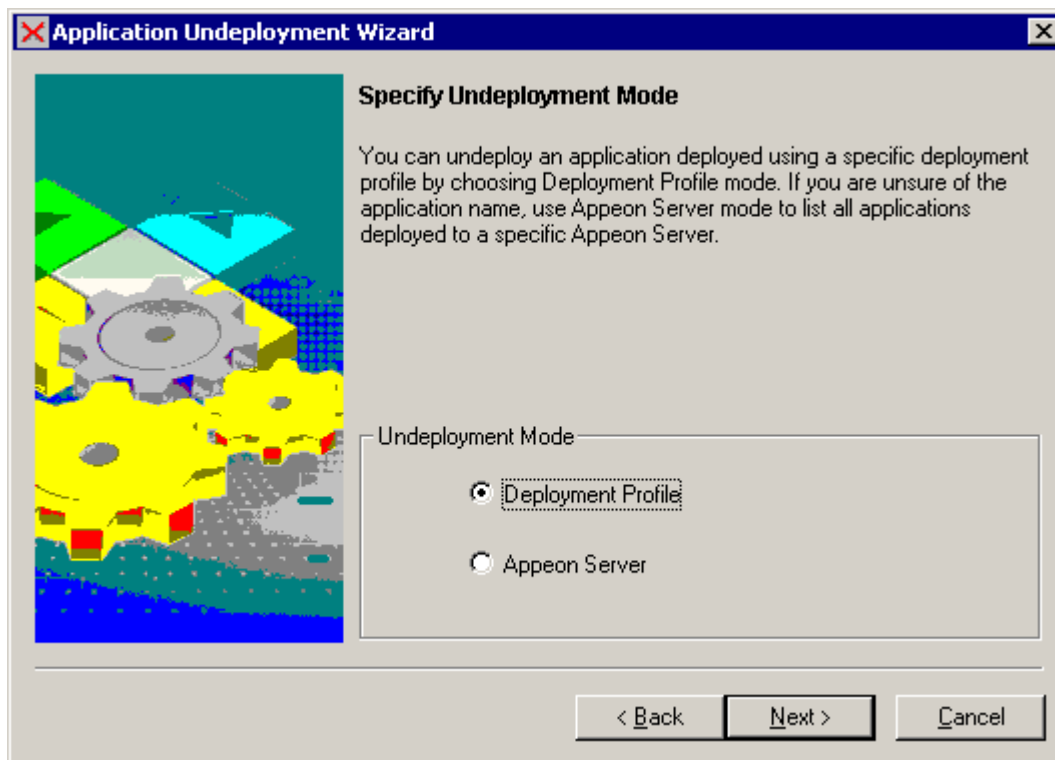 Application Undeployment Wizard
Specify Undeployment Mode
You can undeploy an application deployed using a specific deployment
profile by choosing Deployment Profile mode. If you are unsure of the
application name, use Appeon Server mode to list all applications
deployed to a specific Appeon Server.
Undeployment Mode
Deployment Profile
Appeon Server
< Back
Next >
Cancel